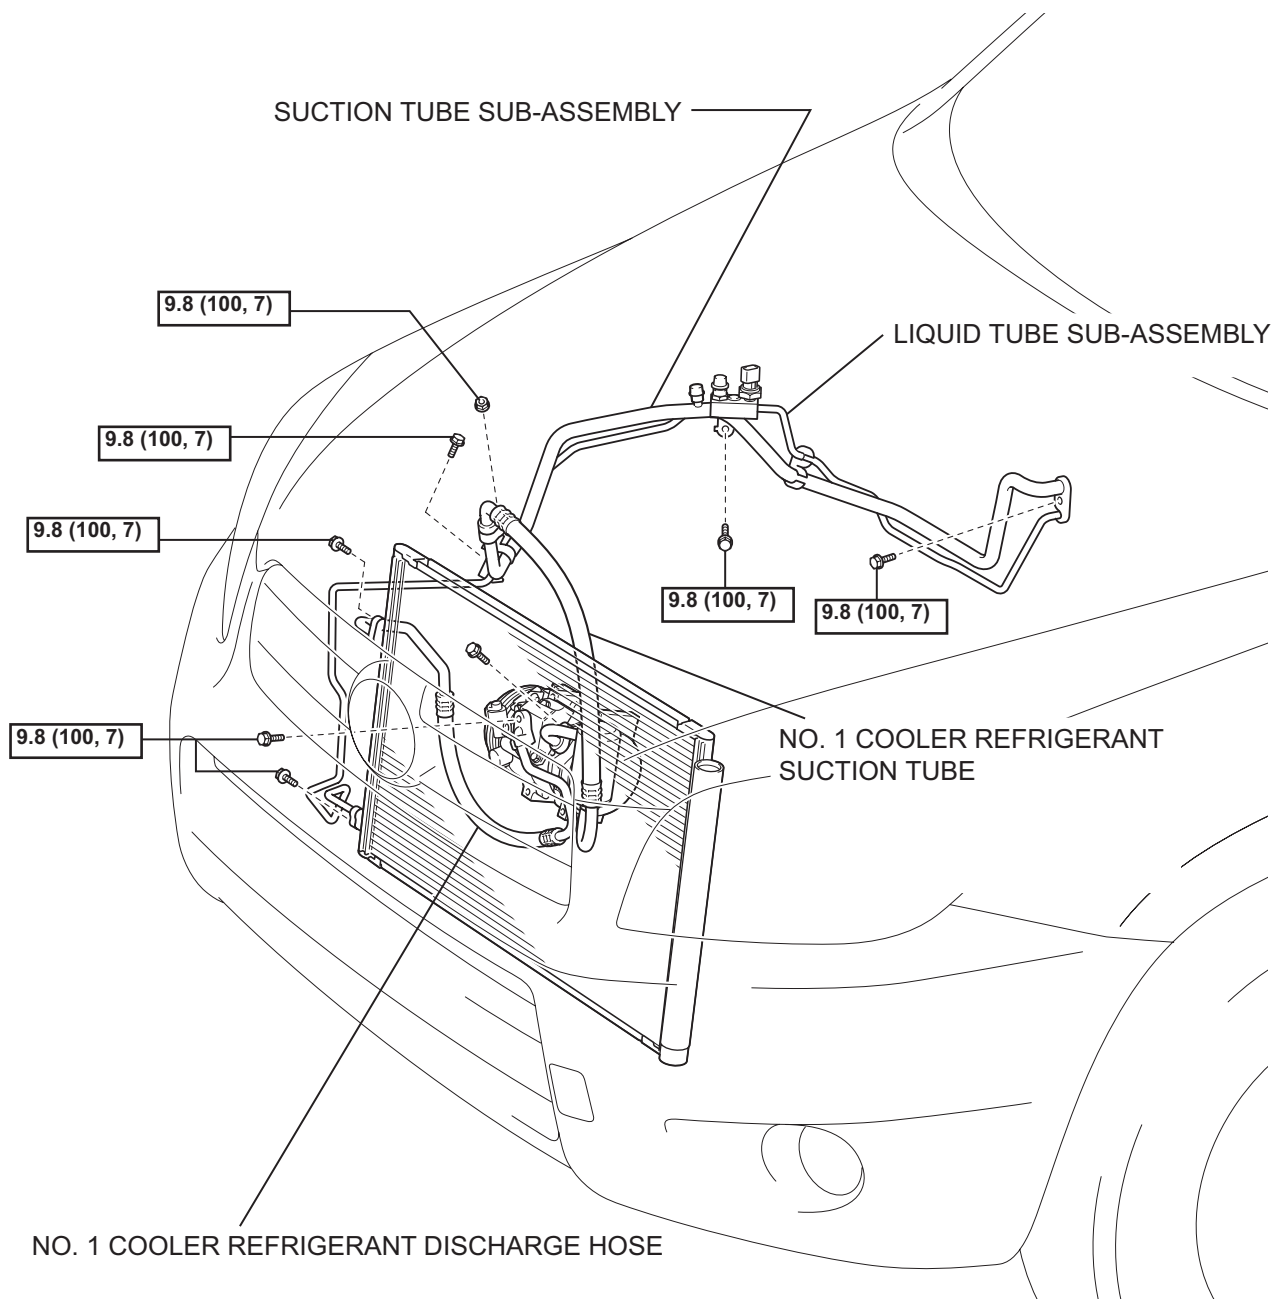 SUCTION TUBE SUB-ASSEMBLY
9.8 (100, 7)
LIQUID TUBE SUB-ASSEMBLY
9.8 (100, 7)
9.8 (100, 7)
9.8 (100, 7)
9.8 (100, 7)
9.8 (100, 7)
NO. 1 COOLER REFRIGERANT
SUCTION TUBE
NO. 1 COOLER REFRIGERANT DISCHARGE HOSE